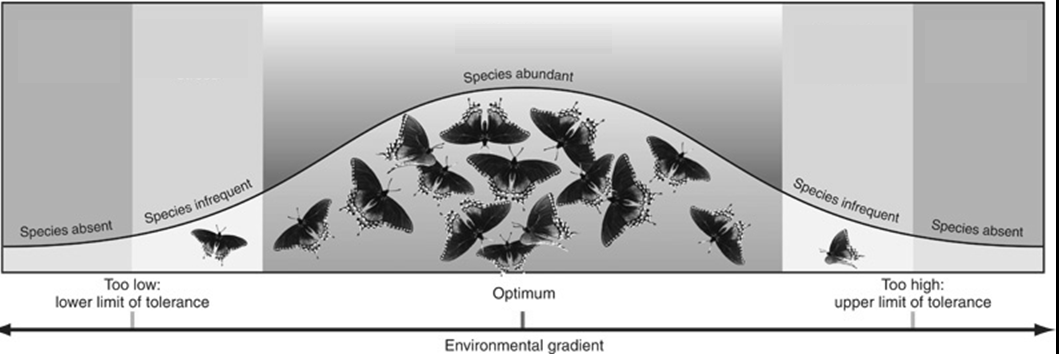 Species abundant
Species infrequent
Species infrequent
Species absent
Species absent
Too low:
lower limit of tolerance
Optimum
Too high:
upper limit of tolerance
Environmental gradient